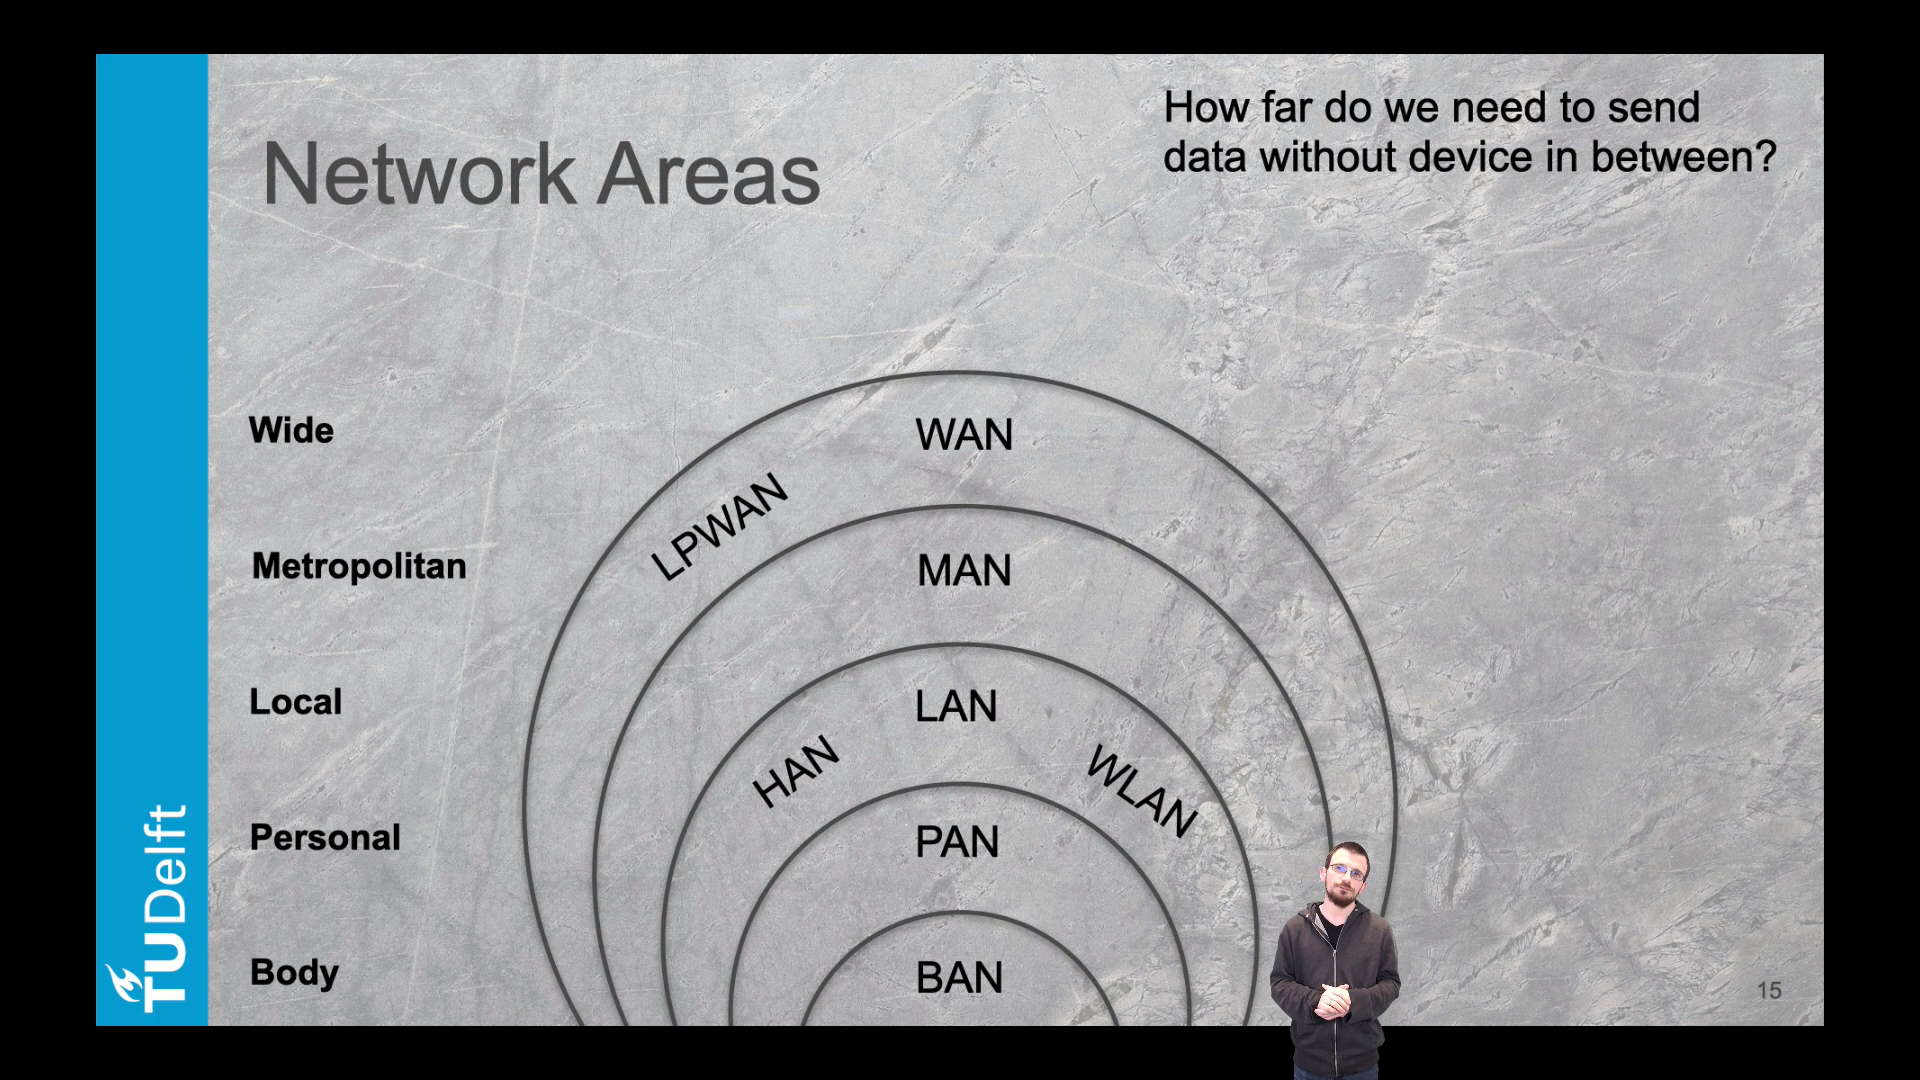 How far do we need to send
data without device in between?
Network Areas
Wide
WAN
LPWAN
Metropolitan
MAN
Local
LAN
HAN
WLAN
Personal
PAN
Body
BAN
TUDelft
15